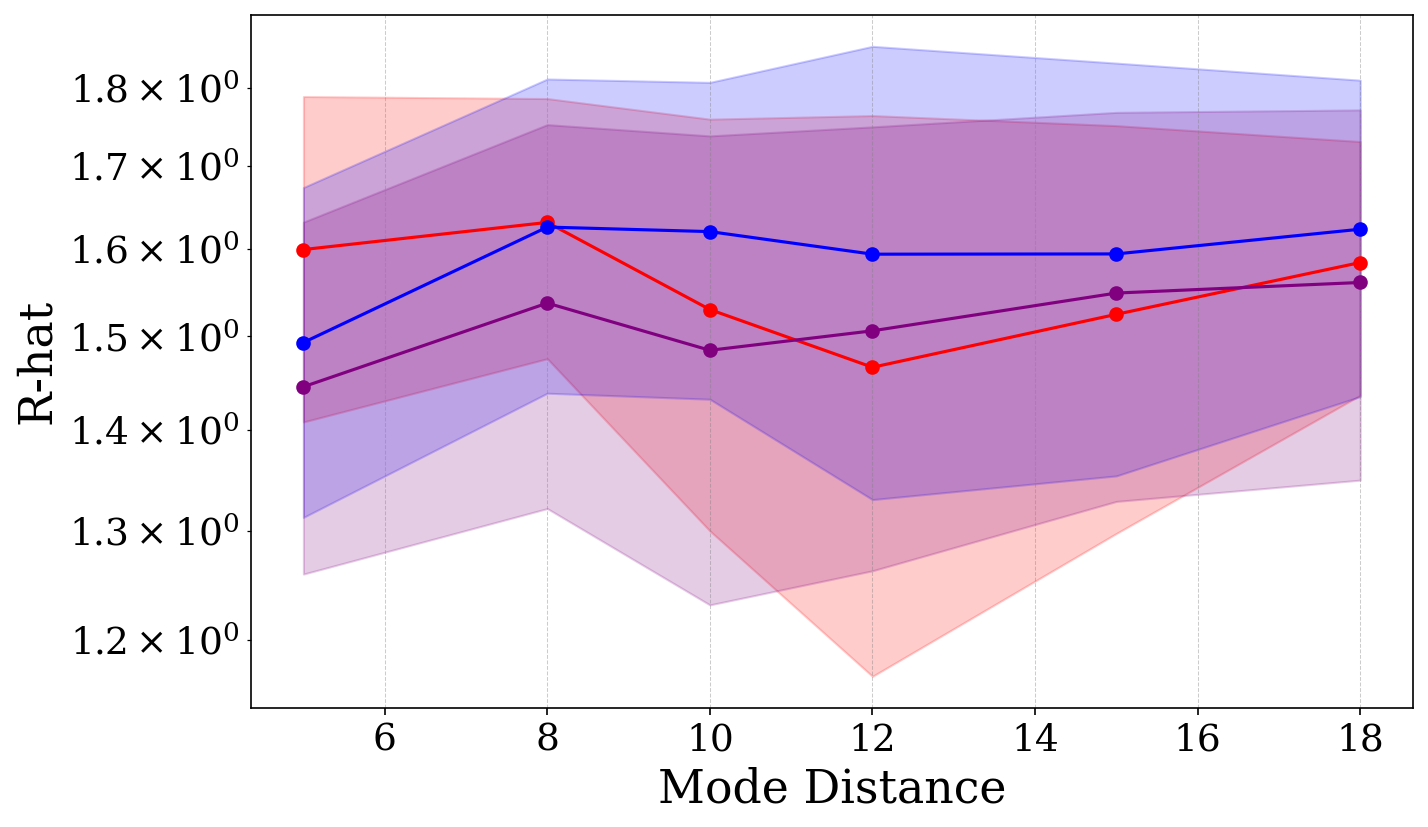 R-hat
1.8 × 10⁰
1.7 × 10⁰
1.6 × 10⁰
1.5 × 10⁰
1.4 × 10⁰
1.3 × 10⁰
1.2 × 10⁰
6 8 10 12 14 16 18
Mode Distance